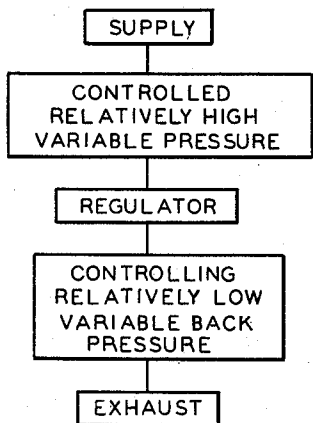 SUPPLY
CONTROLLED
RELATIVELY HIGH
VARIABLE PRESSURE
REGULATOR
CONTROLLING
RELATIVELY LOW
VARIABLE BACK
PRESSURE
EXHAUST